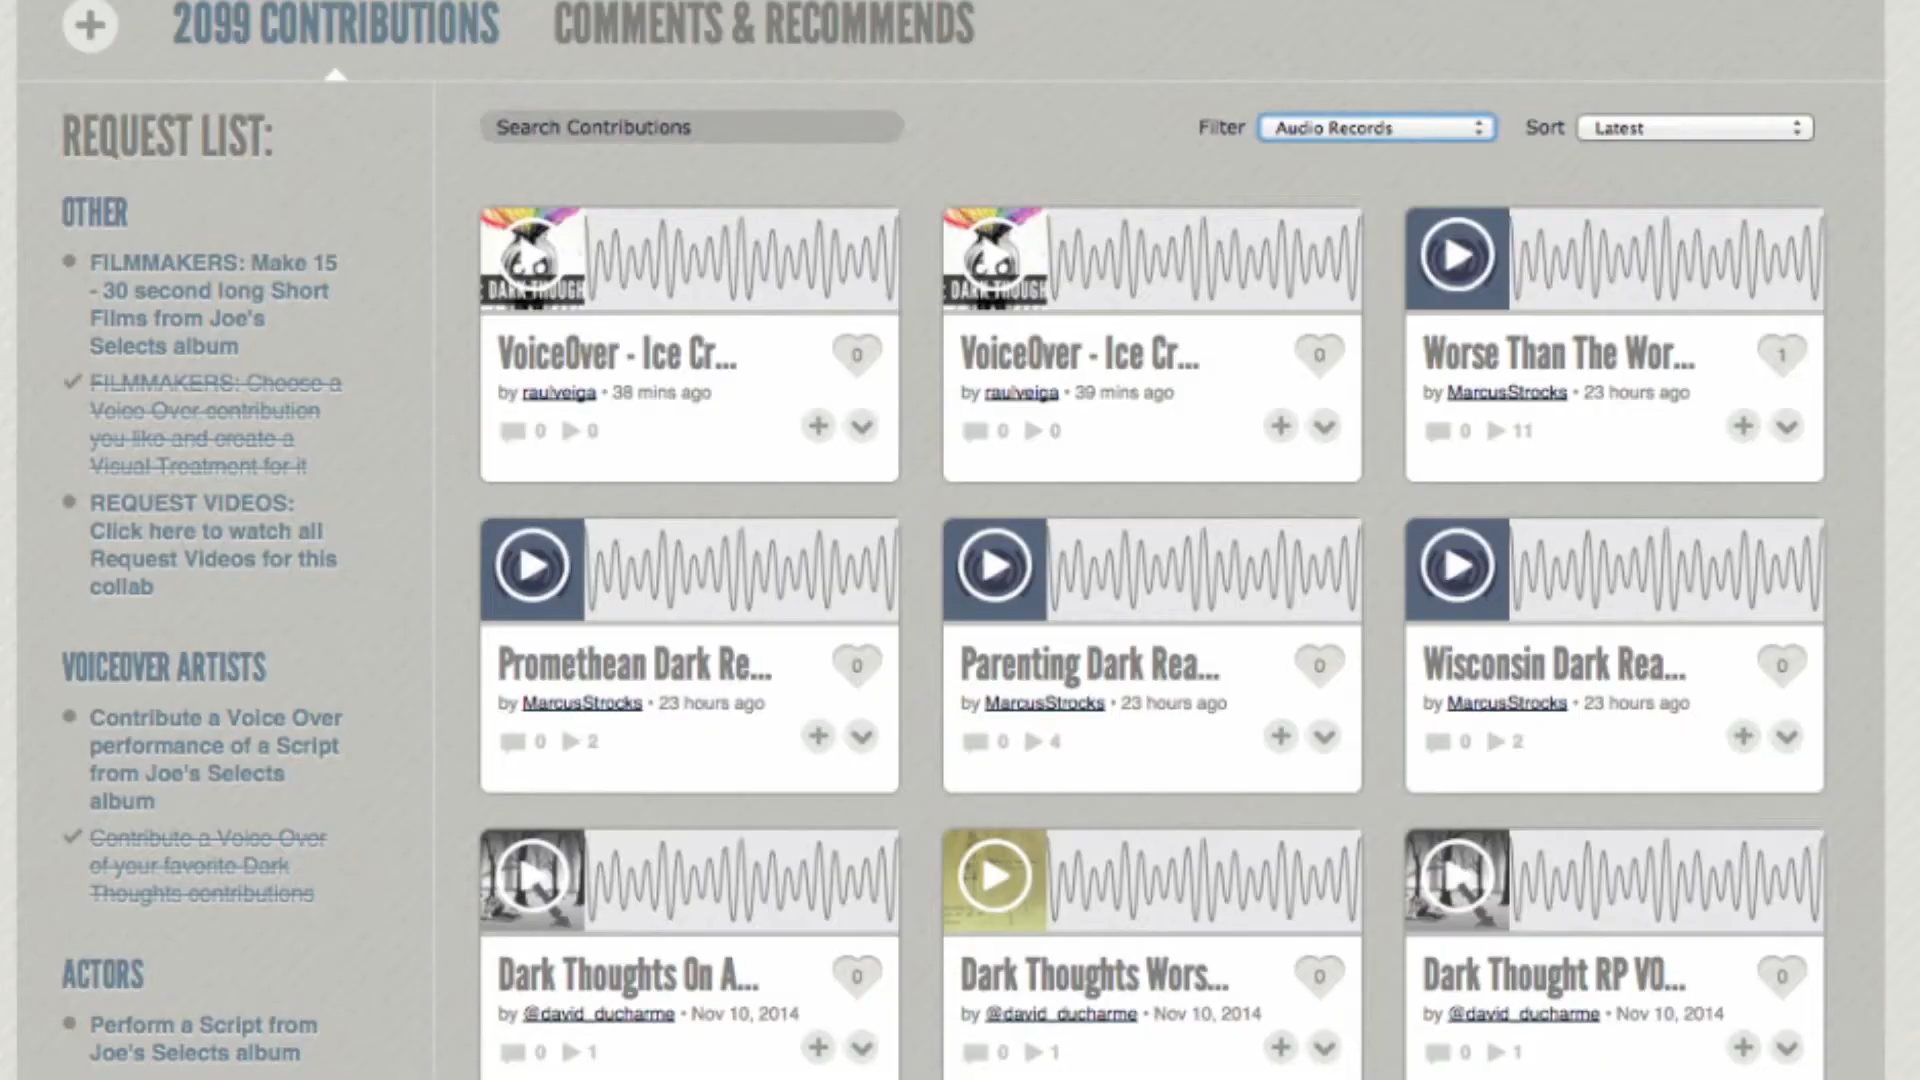 2099 CONTRIBUTIONS
COMMENTS & RECOMMENDS
REQUEST LIST:
OTHER
FILMMAKERS: Make 15
- 30 second long Short
Films from Joe's
Selects album
FILMMAKERS: Choose a
Voice Over contribution
you like and create a
Visual Treatment for it
REQUEST VIDEOS:
Click here to watch all
Request Videos for this
collab
VOICEOVER ARTISTS
Contribute a Voice Over
performance of a Script
from Joe's Selects
album
Contribute a Voice Over
of your favorite Dark
Thoughts contributions
ACTORS
Perform a Script from
Joe's Selects album
Search Contributions
Filter Audio Records
Sort Latest
DARK THOUGH
VoiceOver - Ice Cr...
0
by raulveiga • 38 mins ago
0 0
DARK THOUGH
VoiceOver - Ice Cr...
0
by raulveiga • 39 mins ago
0 0
Worse Than The Wor...
1
by MarcusStrocks • 23 hours ago
0 11
Promethean Dark Re...
0
by MarcusStrocks • 23 hours ago
0 2
Parenting Dark Rea...
0
by MarcusStrocks • 23 hours ago
0 4
Wisconsin Dark Rea...
0
by MarcusStrocks • 23 hours ago
0 2
Dark Thoughts On A...
0
by @david_ducharme • Nov 10, 2014
0 1
Dark Thoughts Wors...
0
by @david_ducharme • Nov 10, 2014
0 1
Dark Thought RP VO...
0
by @david_ducharme • Nov 10, 2014
0 1